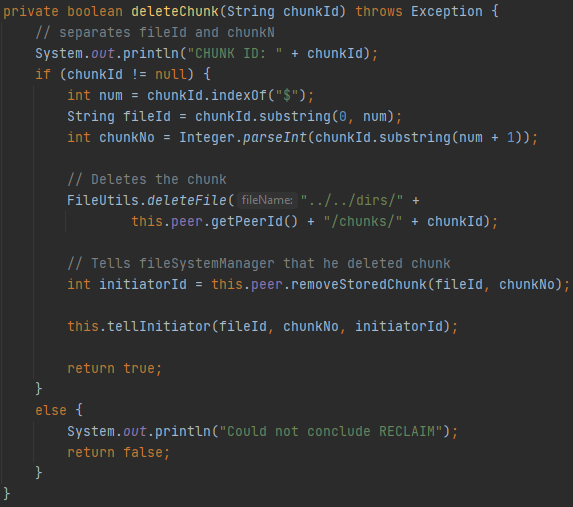 private boolean deleteChunk(String chunkId) throws Exception {
    // separates fileId and chunkN
    System.out.println("CHUNK ID: " + chunkId);
    if (chunkId != null) {
        int num = chunkId.indexOf("$");
        String fileId = chunkId.substring(0, num);
        int chunkNo = Integer.parseInt(chunkId.substring(num + 1));

        // Deletes the chunk
        FileUtils.deleteFile( fileName: "../../dirs/" +
                this.peer.getPeerId() + "/chunks/" + chunkId);

        // Tells fileSystemManager that he deleted chunk
        int initiatorId = this.peer.removeStoredChunk(fileId, chunkNo);

        this.tellInitiator(fileId, chunkNo, initiatorId);

        return true;
    }
    else {
        System.out.println("Could not conclude RECLAIM");
        return false;
    }
}